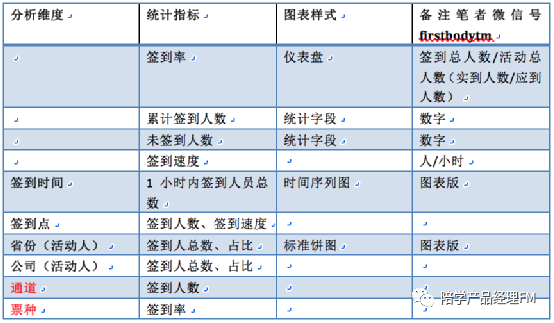 分析维度 统计指标 图表样式 备注笔者微信号
firstbodytm
签到率 仪表盘 签到总人数/活动总
人数（实到人数/应到
人数）
累计签到人数 统计字段 数字
未签到人数 统计字段 数字
签到速度 人/小时
签到时间 1 小时内签到人员总 时间序列图 图表版
数
签到点 签到人数、签到速度
省份（活动人） 签到人总数、占比 标准饼图 图表版
公司（活动人） 签到人总数、占比
通道 签到人数
票种 签到率
陪学产品经理FM